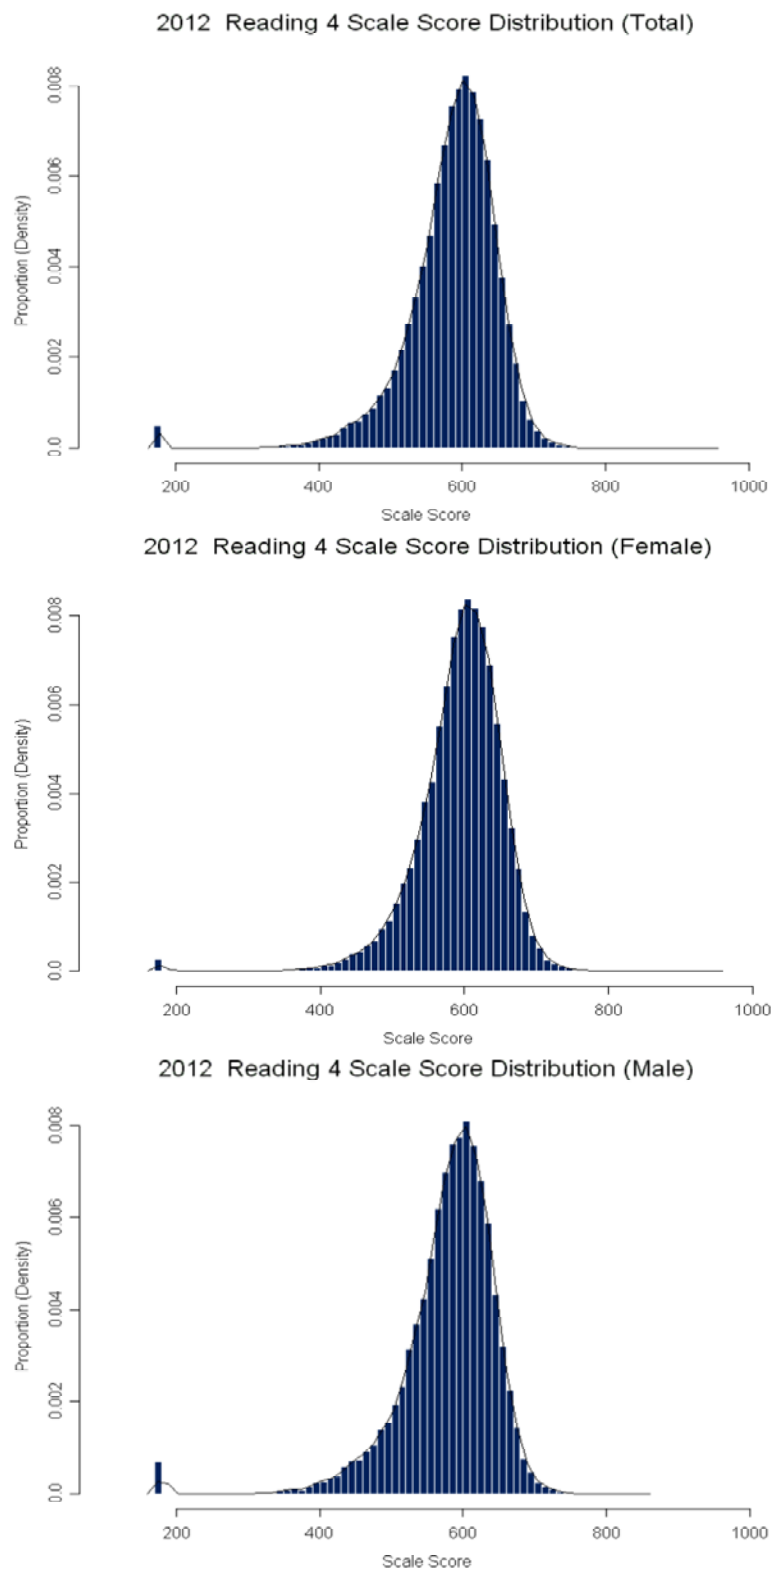 2012 Reading 4 Scale Score Distribution (Total)
Proportion (Density)
0.008
0.006
0.004
0.002
0.0
200 400 600 800 1000
Scale Score
2012 Reading 4 Scale Score Distribution (Female)
Proportion (Density)
0.008
0.006
0.004
0.002
0.0
200 400 600 800 1000
Scale Score
2012 Reading 4 Scale Score Distribution (Male)
Proportion (Density)
0.008
0.006
0.004
0.002
0.0
200 400 600 800 1000
Scale Score